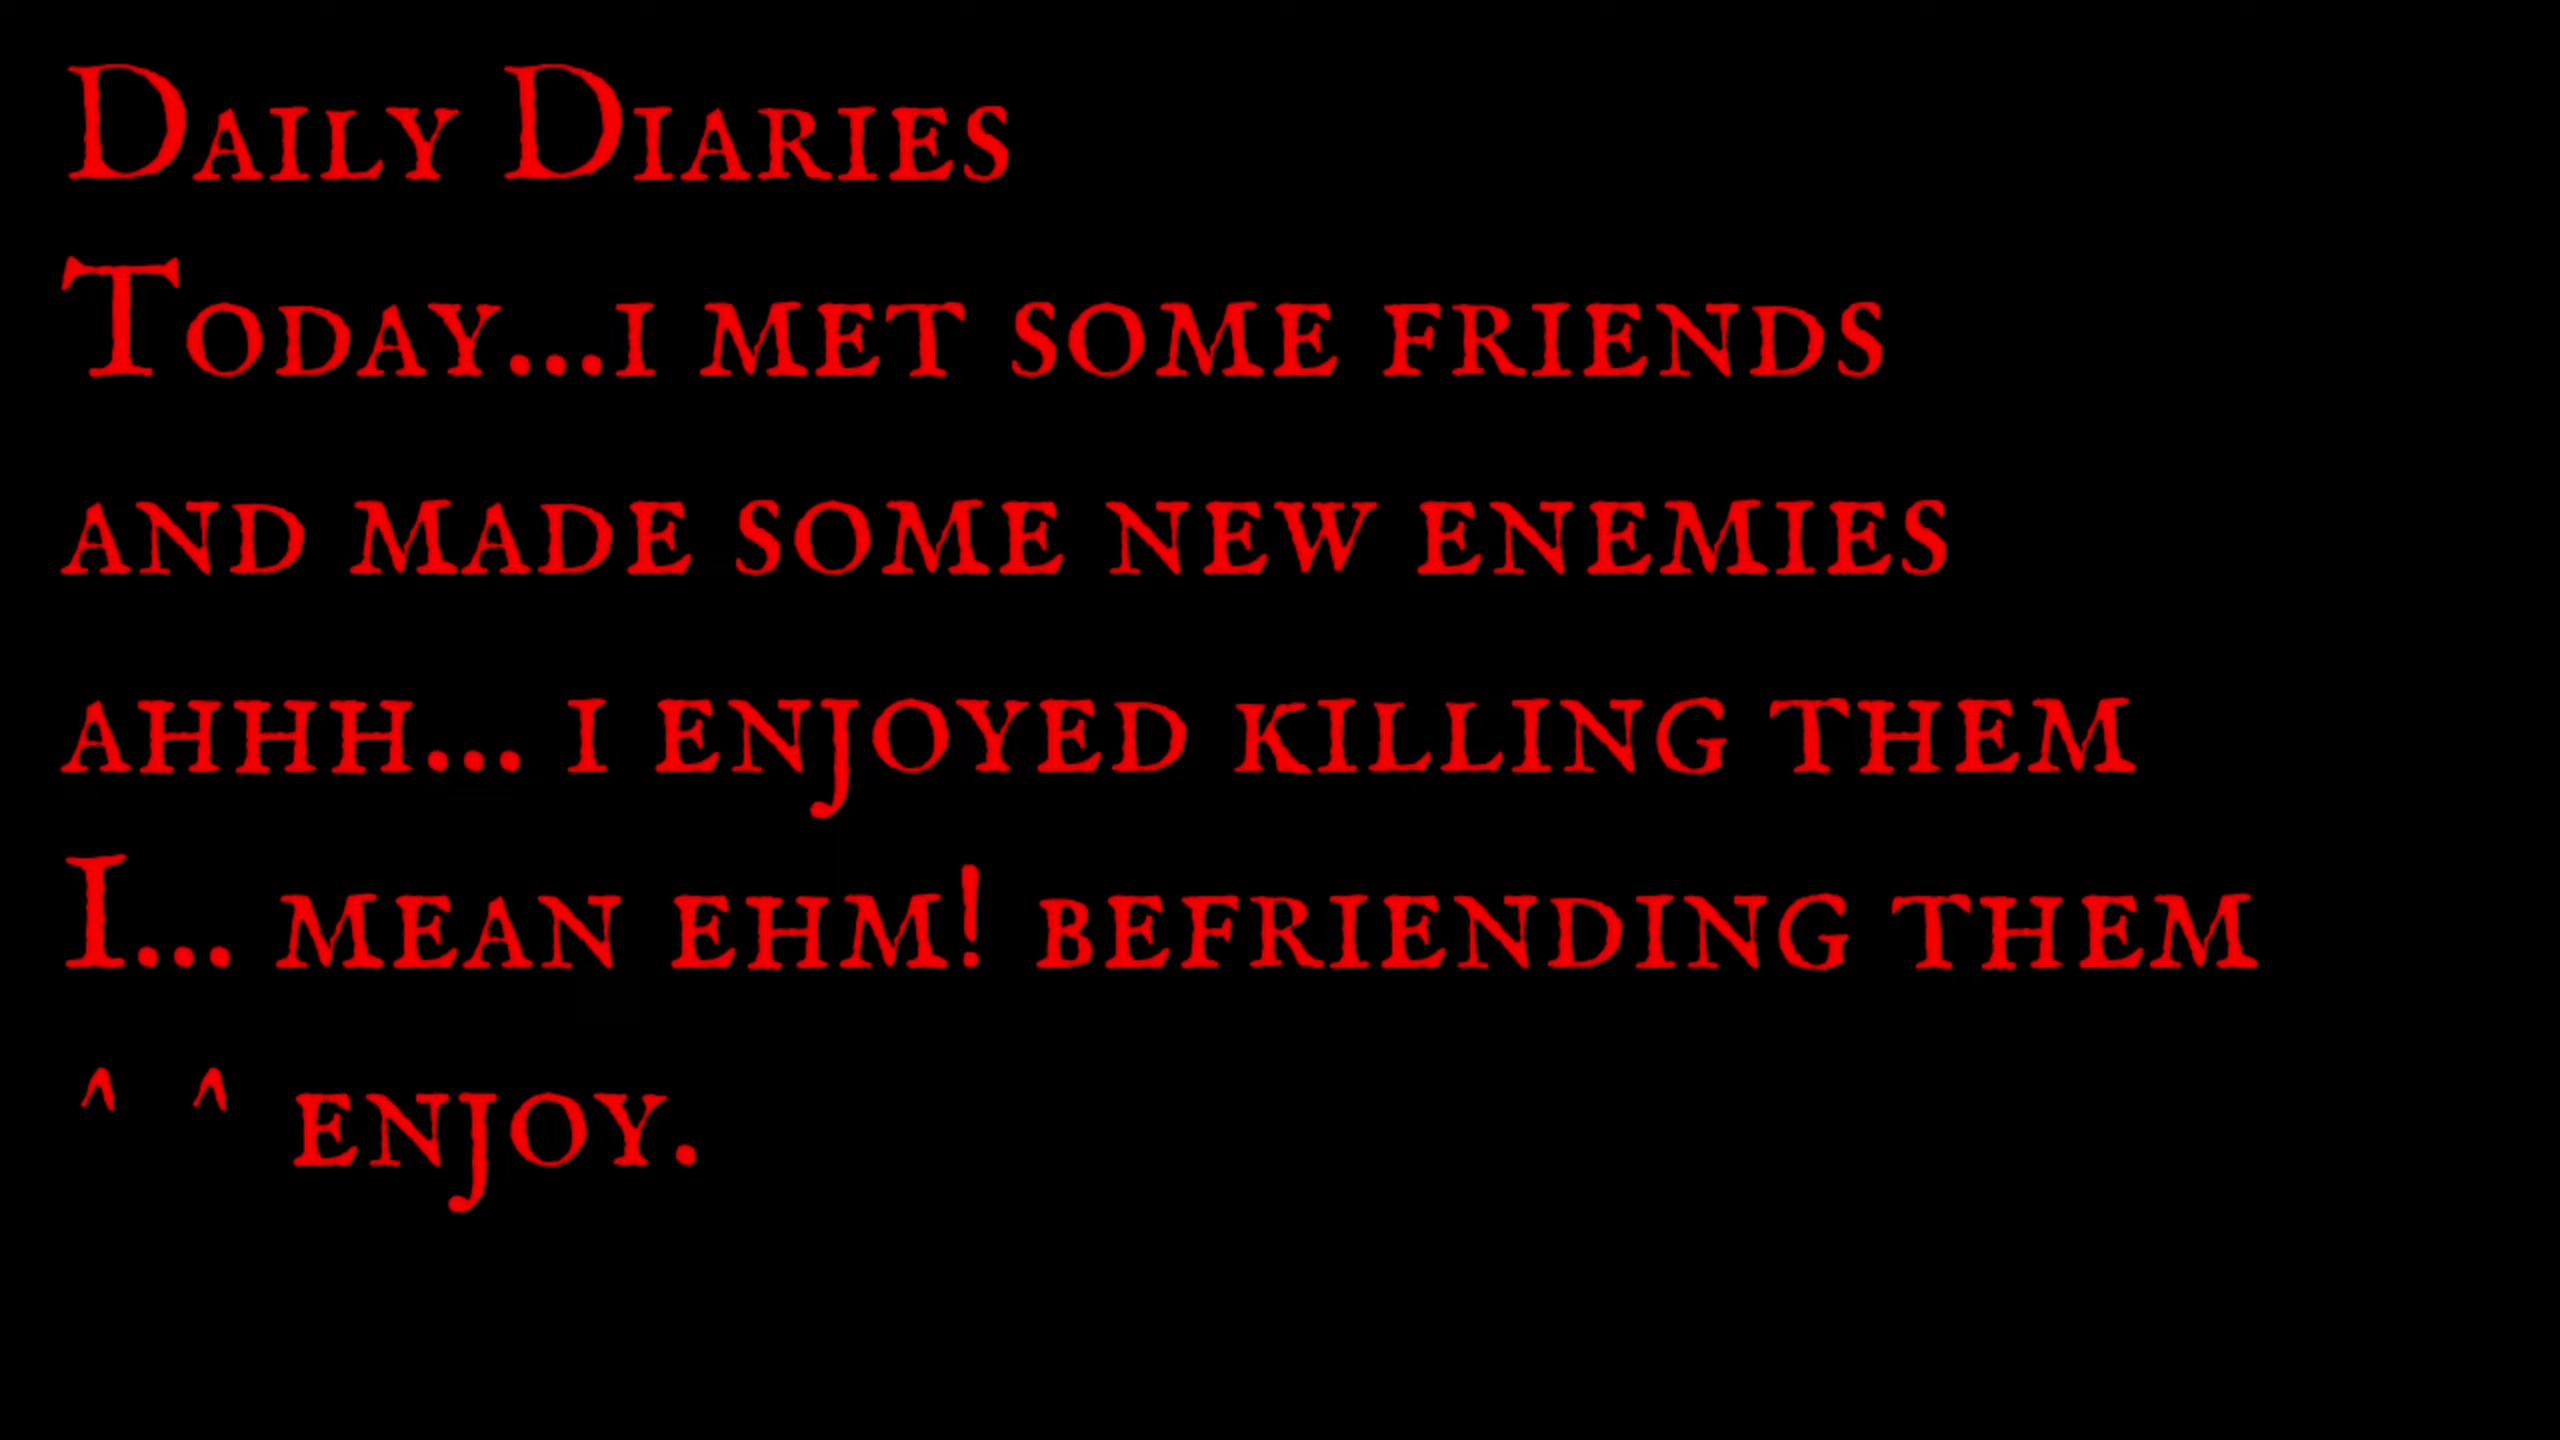 Daily Diaries
Today...i met some friends
and made some new enemies
ahhh... i enjoyed killing them
I... mean ehm! befriending them
^ ^ enjoy.